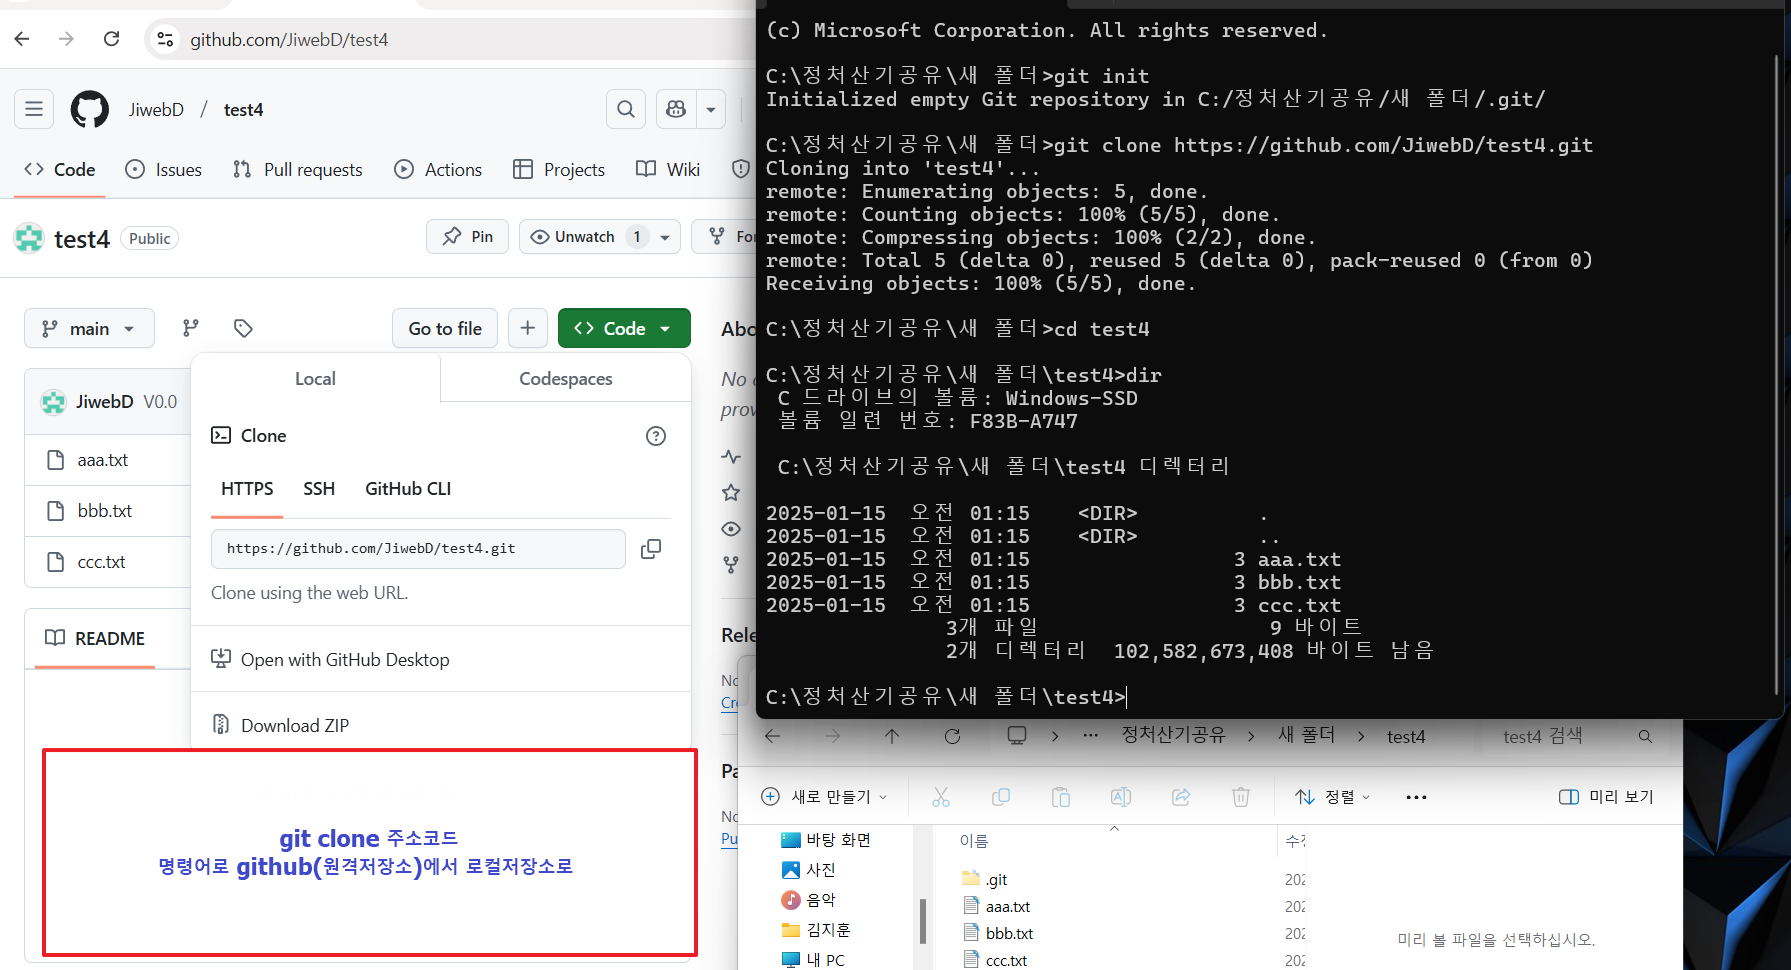 github.com/JiwebD/test4
JiwebD / test4
Code Issues Pull requests Actions Projects Wiki
test4 Public Pin Unwatch 1
main Go to file + Code
Local Codespaces
JiwebD V0.0
Clone
aaa.txt
HTTPS SSH GitHub CLI
bbb.txt
https://github.com/JiwebD/test4.git
ccc.txt
Clone using the web URL.
README
Open with GitHub Desktop
Download ZIP
git clone 주소코드
명령어로 github(원격저장소)에서 로컬저장소로
(c) Microsoft Corporation. All rights reserved.
C:\정처산기공유\새 폴더>git init
Initialized empty Git repository in C:/정처산기공유/새 폴더/.git/
C:\정처산기공유\새 폴더>git clone https://github.com/JiwebD/test4.git
Cloning into 'test4'...
remote: Enumerating objects: 5, done.
remote: Counting objects: 100% (5/5), done.
remote: Compressing objects: 100% (2/2), done.
remote: Total 5 (delta 0), reused 5 (delta 0), pack-reused 0 (from 0)
Receiving objects: 100% (5/5), done.
C:\정처산기공유\새 폴더>cd test4
C:\정처산기공유\새 폴더\test4>dir
C 드라이브의 볼륨: Windows-SSD
볼륨 일련 번호: F83B-A747
C:\정처산기공유\새 폴더\test4 디렉터리
2025-01-15 오전 01:15 <DIR> .
2025-01-15 오전 01:15 <DIR> ..
2025-01-15 오전 01:15 3 aaa.txt
2025-01-15 오전 01:15 3 bbb.txt
2025-01-15 오전 01:15 3 ccc.txt
3개 파일 9 바이트
2개 디렉터리 102,582,673,408 바이트 남음
C:\정처산기공유\새 폴더\test4>
정처산기공유 > 새 폴더 > test4 test4 검색
새로 만들기 정렬 ... 미리 보기
바탕 화면 이름
사진 .git
음악 aaa.txt
김지훈 bbb.txt
내 PC ccc.txt
미리 볼 파일을 선택하십시오.